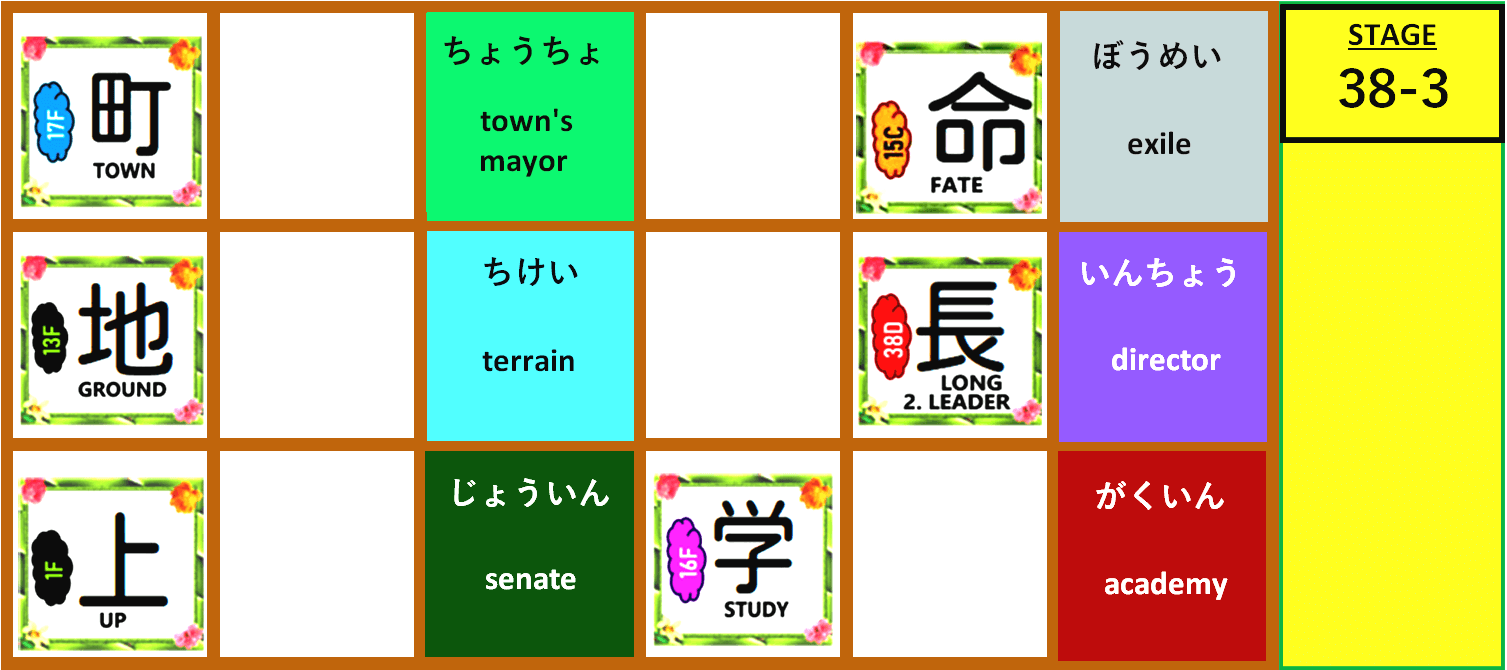 17F
町
TOWN
ちょうちょ
town's
mayor
15C
命
FATE
ぼうめい
exile
STAGE
38-3
13F
地
GROUND
ちけい
terrain
38D
長
LONG
2. LEADER
いんちょう
director
1F
上
UP
じょういん
senate
16F
学
STUDY
がくいん
academy